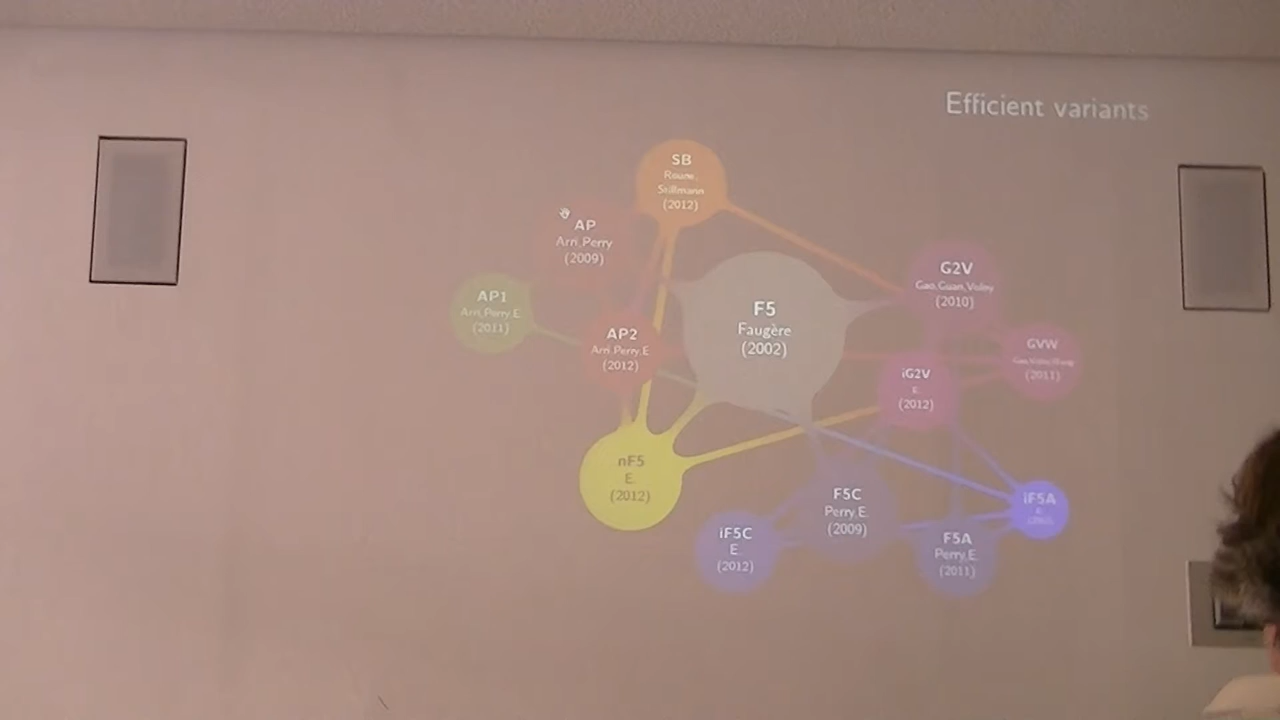 Efficient variants
SB
Roune,
Stillmann
(2012)
AP
Arri, Perry
(2009)
AP1
Arri, Perry, E.
(2011)
AP2
Arri, Perry, E.
(2012)
F5
Faugère
(2002)
G2V
Gao, Guan, Volny
(2010)
GVW
(2011)
iG2V
E.
(2012)
nF5
E.
(2012)
F5C
Perry, E.
(2009)
iF5C
E.
(2012)
F5A
Perry, E.
(2011)
iF5A
E.